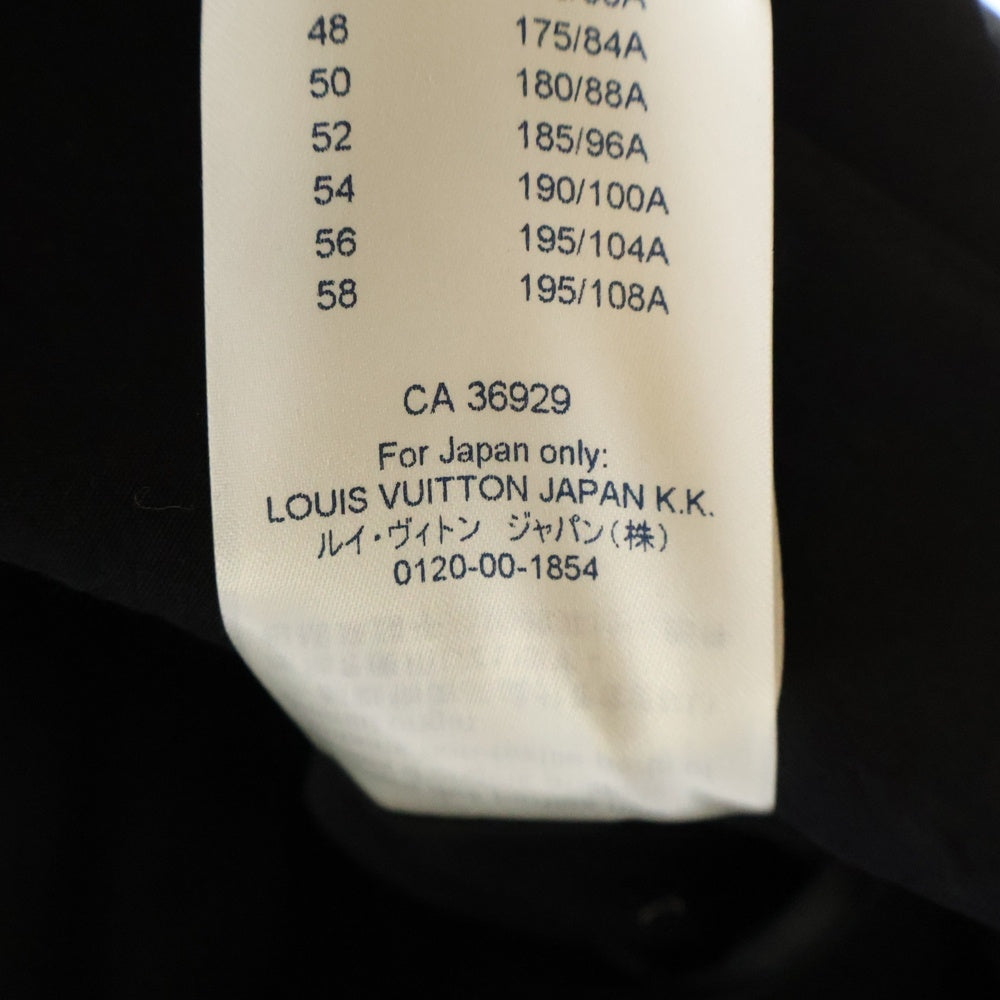 48 175/84A
50 180/88A
52 185/96A
54 190/100A
56 195/104A
58 195/108A
CA 36929
For Japan only:
LOUIS VUITTON JAPAN K.K.
ルイ・ヴィトン ジャパン(株)
0120-00-1854